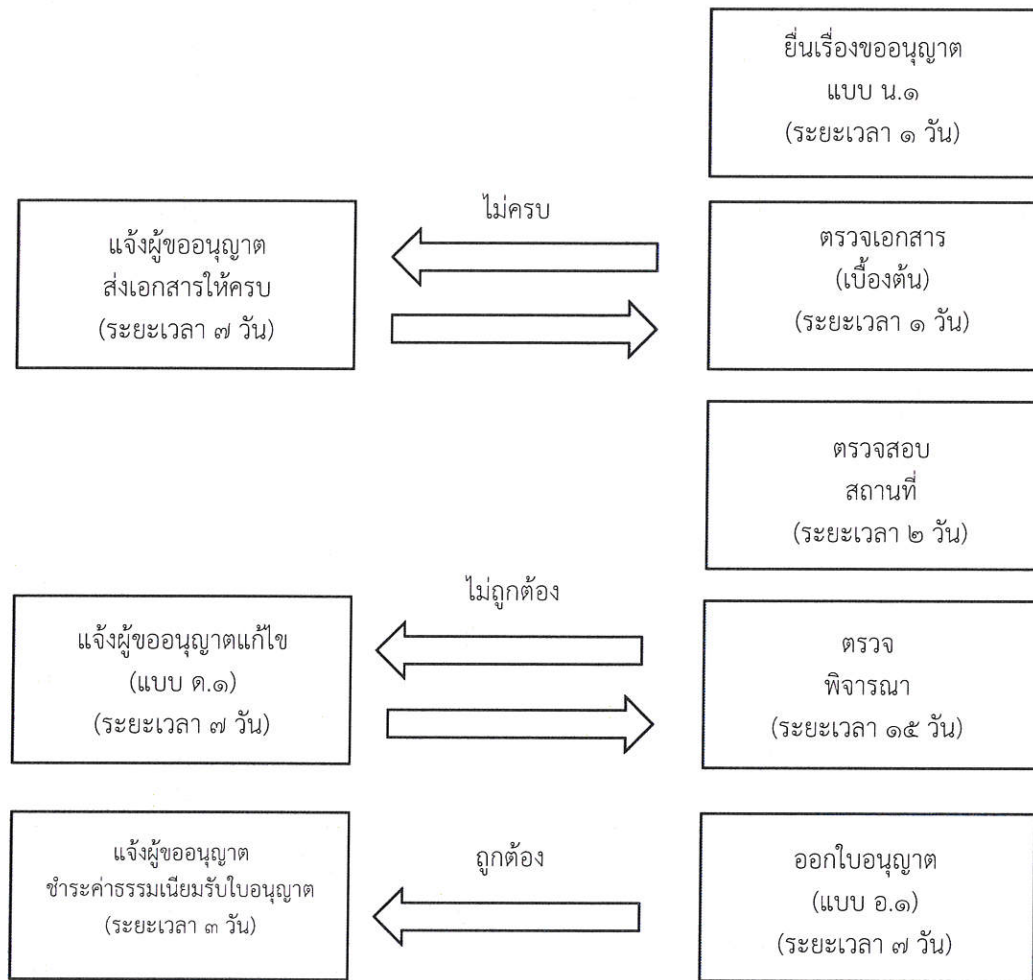 ยื่นเรื่องขออนุญาต
แบบ น.๑
(ระยะเวลา ๑ วัน)
ไม่ครบ
แจ้งผู้ขออนุญาต
ส่งเอกสารให้ครบ
(ระยะเวลา ๗ วัน)
ตรวจเอกสาร
(เบื้องต้น)
(ระยะเวลา ๑ วัน)
ตรวจสอบ
สถานที่
(ระยะเวลา ๒ วัน)
ไม่ถูกต้อง
แจ้งผู้ขออนุญาตแก้ไข
(แบบ ด.๑)
(ระยะเวลา ๗ วัน)
ตรวจ
พิจารณา
(ระยะเวลา ๑๕ วัน)
แจ้งผู้ขออนุญาต
ชำระค่าธรรมเนียมรับใบอนุญาต
(ระยะเวลา ๓ วัน)
ถูกต้อง
ออกใบอนุญาต
(แบบ อ.๑)
(ระยะเวลา ๗ วัน)